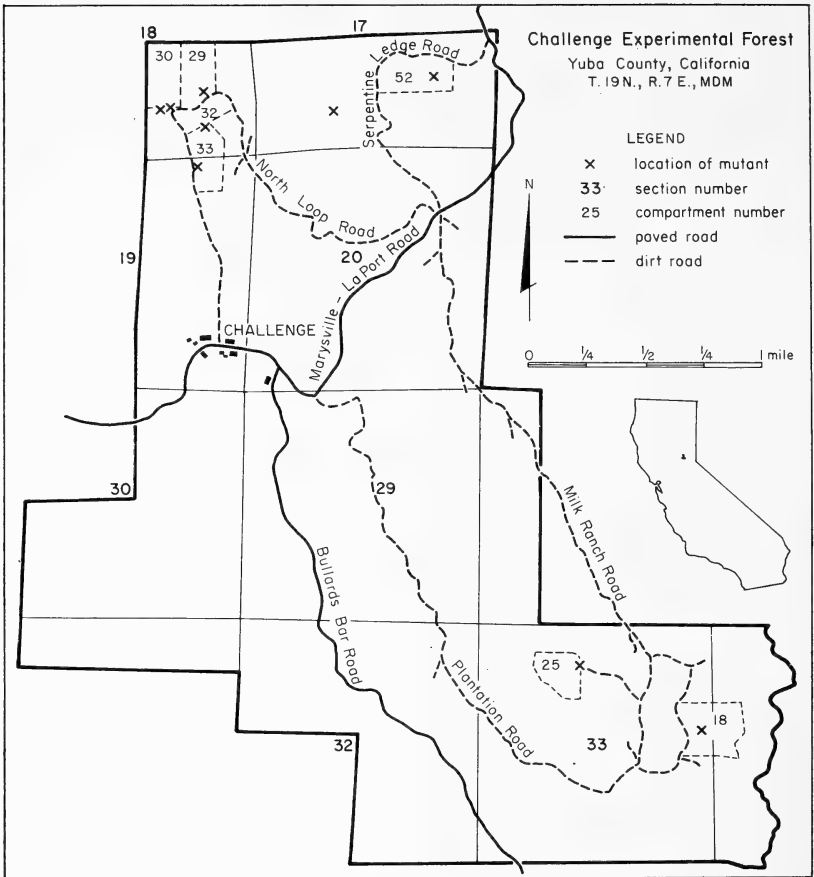 Challenge Experimental Forest
Yuba County, California
T. 19N., R. 7 E., MDM
LEGEND
× location of mutant
33 section number
25 compartment number
paved road
dirt road
N
0 1/4 1/2 1/4 1 mile
18
17
30
29
32
33
52
Serpentine
Ledge Road
North Loop Road
20
Marysville - LaPort Road
19
CHALLENGE
30
29
Bullards Bar Road
Milk Ranch Road
Plantation Road
25
18
33
32